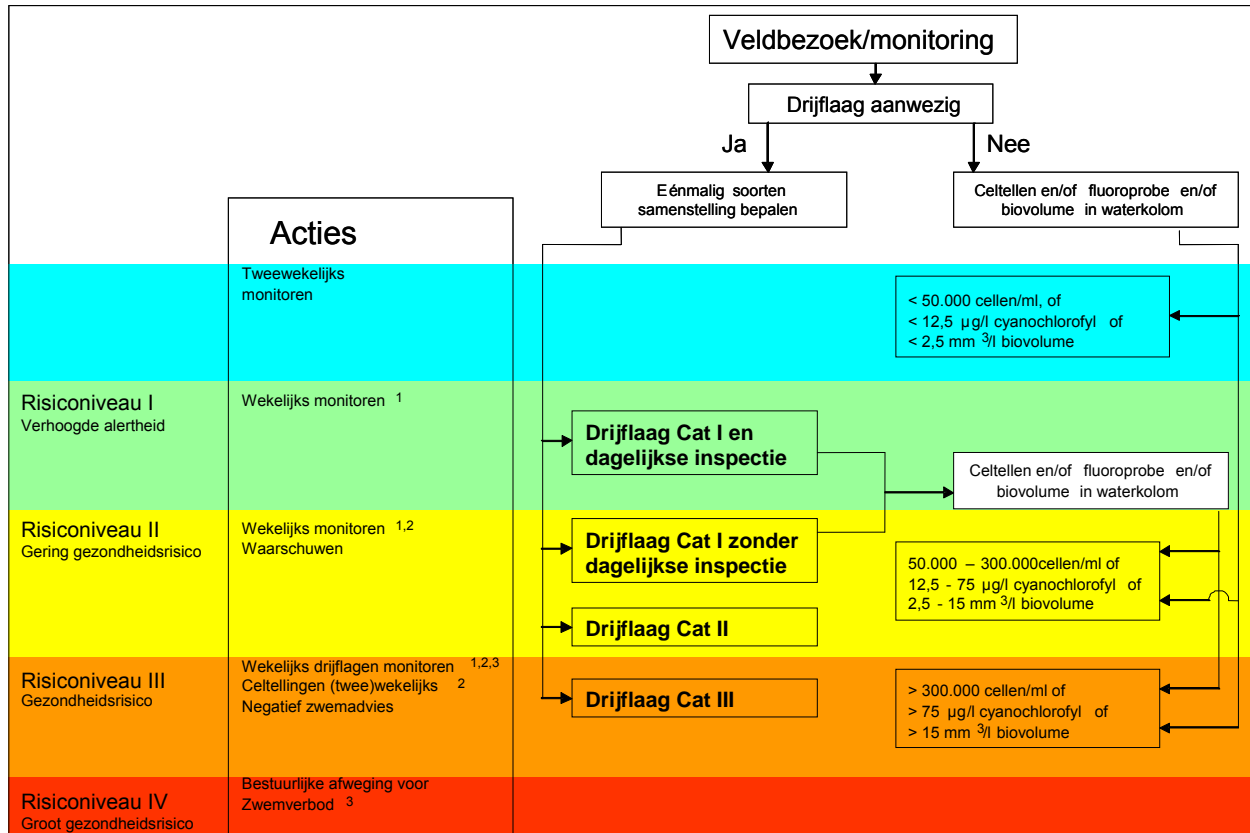 Veldbezoek/monitoring
Drijflaag aanwezig
Ja
Nee
Eénmalig soorten
samenstelling bepalen
Celtellen en/of fluoroprobe en/of
biovolume in waterkolom
Acties
Tweewekelijks
monitoren
< 50.000 cellen/ml, of
< 12,5 µg/l cyanochlorofyl of
< 2,5 mm ³/l biovolume
Risiconiveau I
Verhoogde alertheid
Wekelijks monitoren 1
Drijflaag Cat I en
dagelijkse inspectie
Celtellen en/of fluoroprobe en/of
biovolume in waterkolom
Risiconiveau II
Gering gezondheidsrisico
Wekelijks monitoren 1,2
Waarschuwen
Drijflaag Cat I zonder
dagelijkse inspectie
50.000 – 300.000cellen/ml of
12,5 - 75 µg/l cyanochlorofyl of
2,5 - 15 mm ³/l biovolume
Drijflaag Cat II
Risiconiveau III
Gezondheidsrisico
Wekelijks drijflagen monitoren 1,2,3
Celtellingen (twee)wekelijks 2
Negatief zwemadvies
Drijflaag Cat III
> 300.000 cellen/ml of
> 75 µg/l cyanochlorofyl of
> 15 mm ³/l biovolume
Risiconiveau IV
Groot gezondheidsrisico
Bestuurlijke afweging voor
Zwemverbod 3